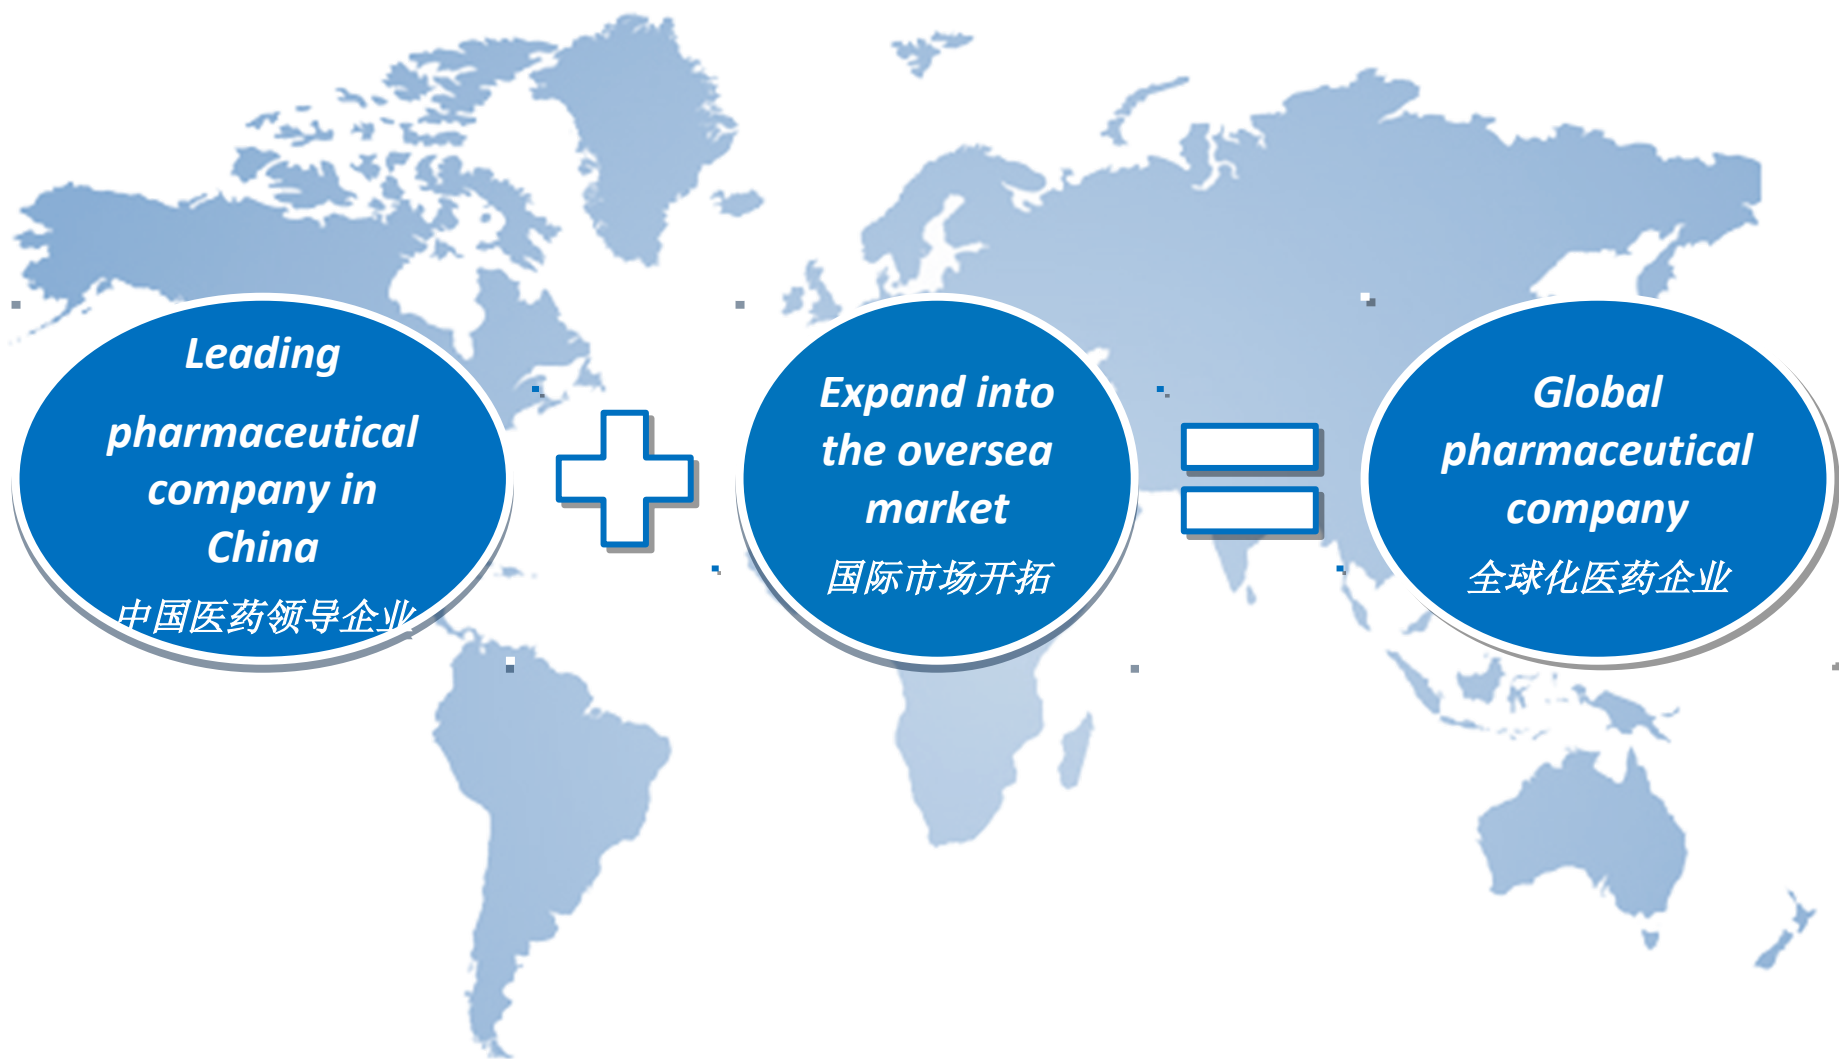 Leading
pharmaceutical
company in
China
中国医药领导企业
Expand into
the oversea
market
国际市场开拓
Global
pharmaceutical
company
全球化医药企业